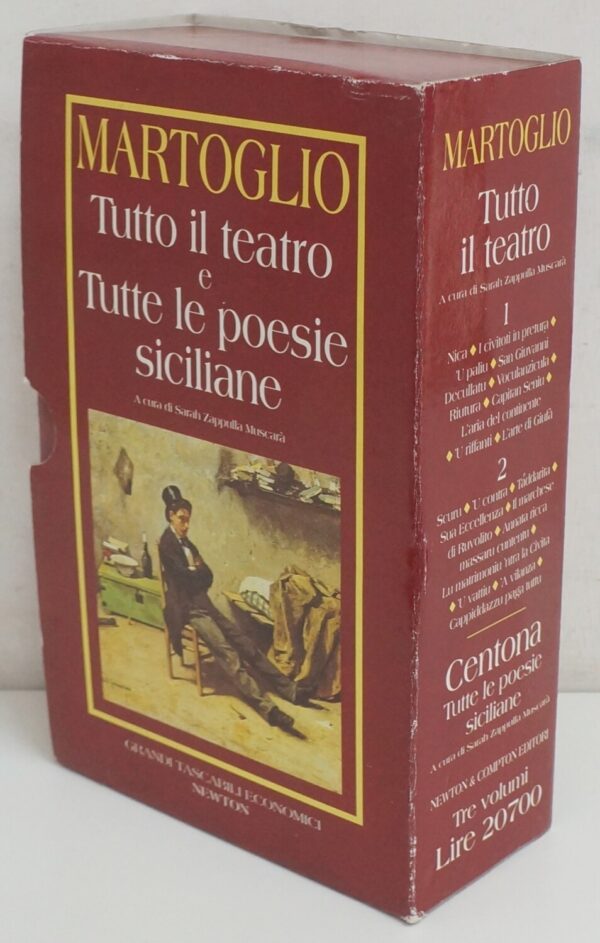 MARTOGLIO
Tutto il teatro
e
Tutte le poesie
siciliane
A cura di Sarah Zappulla Muscarà
GRANDI TASCABILI ECONOMICI
NEWTON
MARTOGLIO
Tutto
il teatro
A cura di Sarah Zappulla Muscarà
1
Nica ◆ I civitoti in pretura ◆
'U paliu ◆ San Giovanni
Decullatu ◆ Voculanzicula ◆
Riutura ◆ Capitan Seniu ◆
L'aria del continente
◆ 'U riffanti ◆ L'arte di Giufà
2
Scuru ◆ 'U contra ◆ Taddarita ◆
Sua Eccellenza ◆ Il marchese
di Ruvolito ◆ Annata ricca
massaru cuntentu ◆
Lu matrimoniu 'ntra la Civita
◆ 'U vattiu ◆ 'A vilanza ◆
Cappiddazzu paga tuttu
Centona
Tutte le poesie
siciliane
A cura di Sarah Zappulla Muscarà
NEWTON & COMPTON EDITORI
Tre volumi
Lire 20700